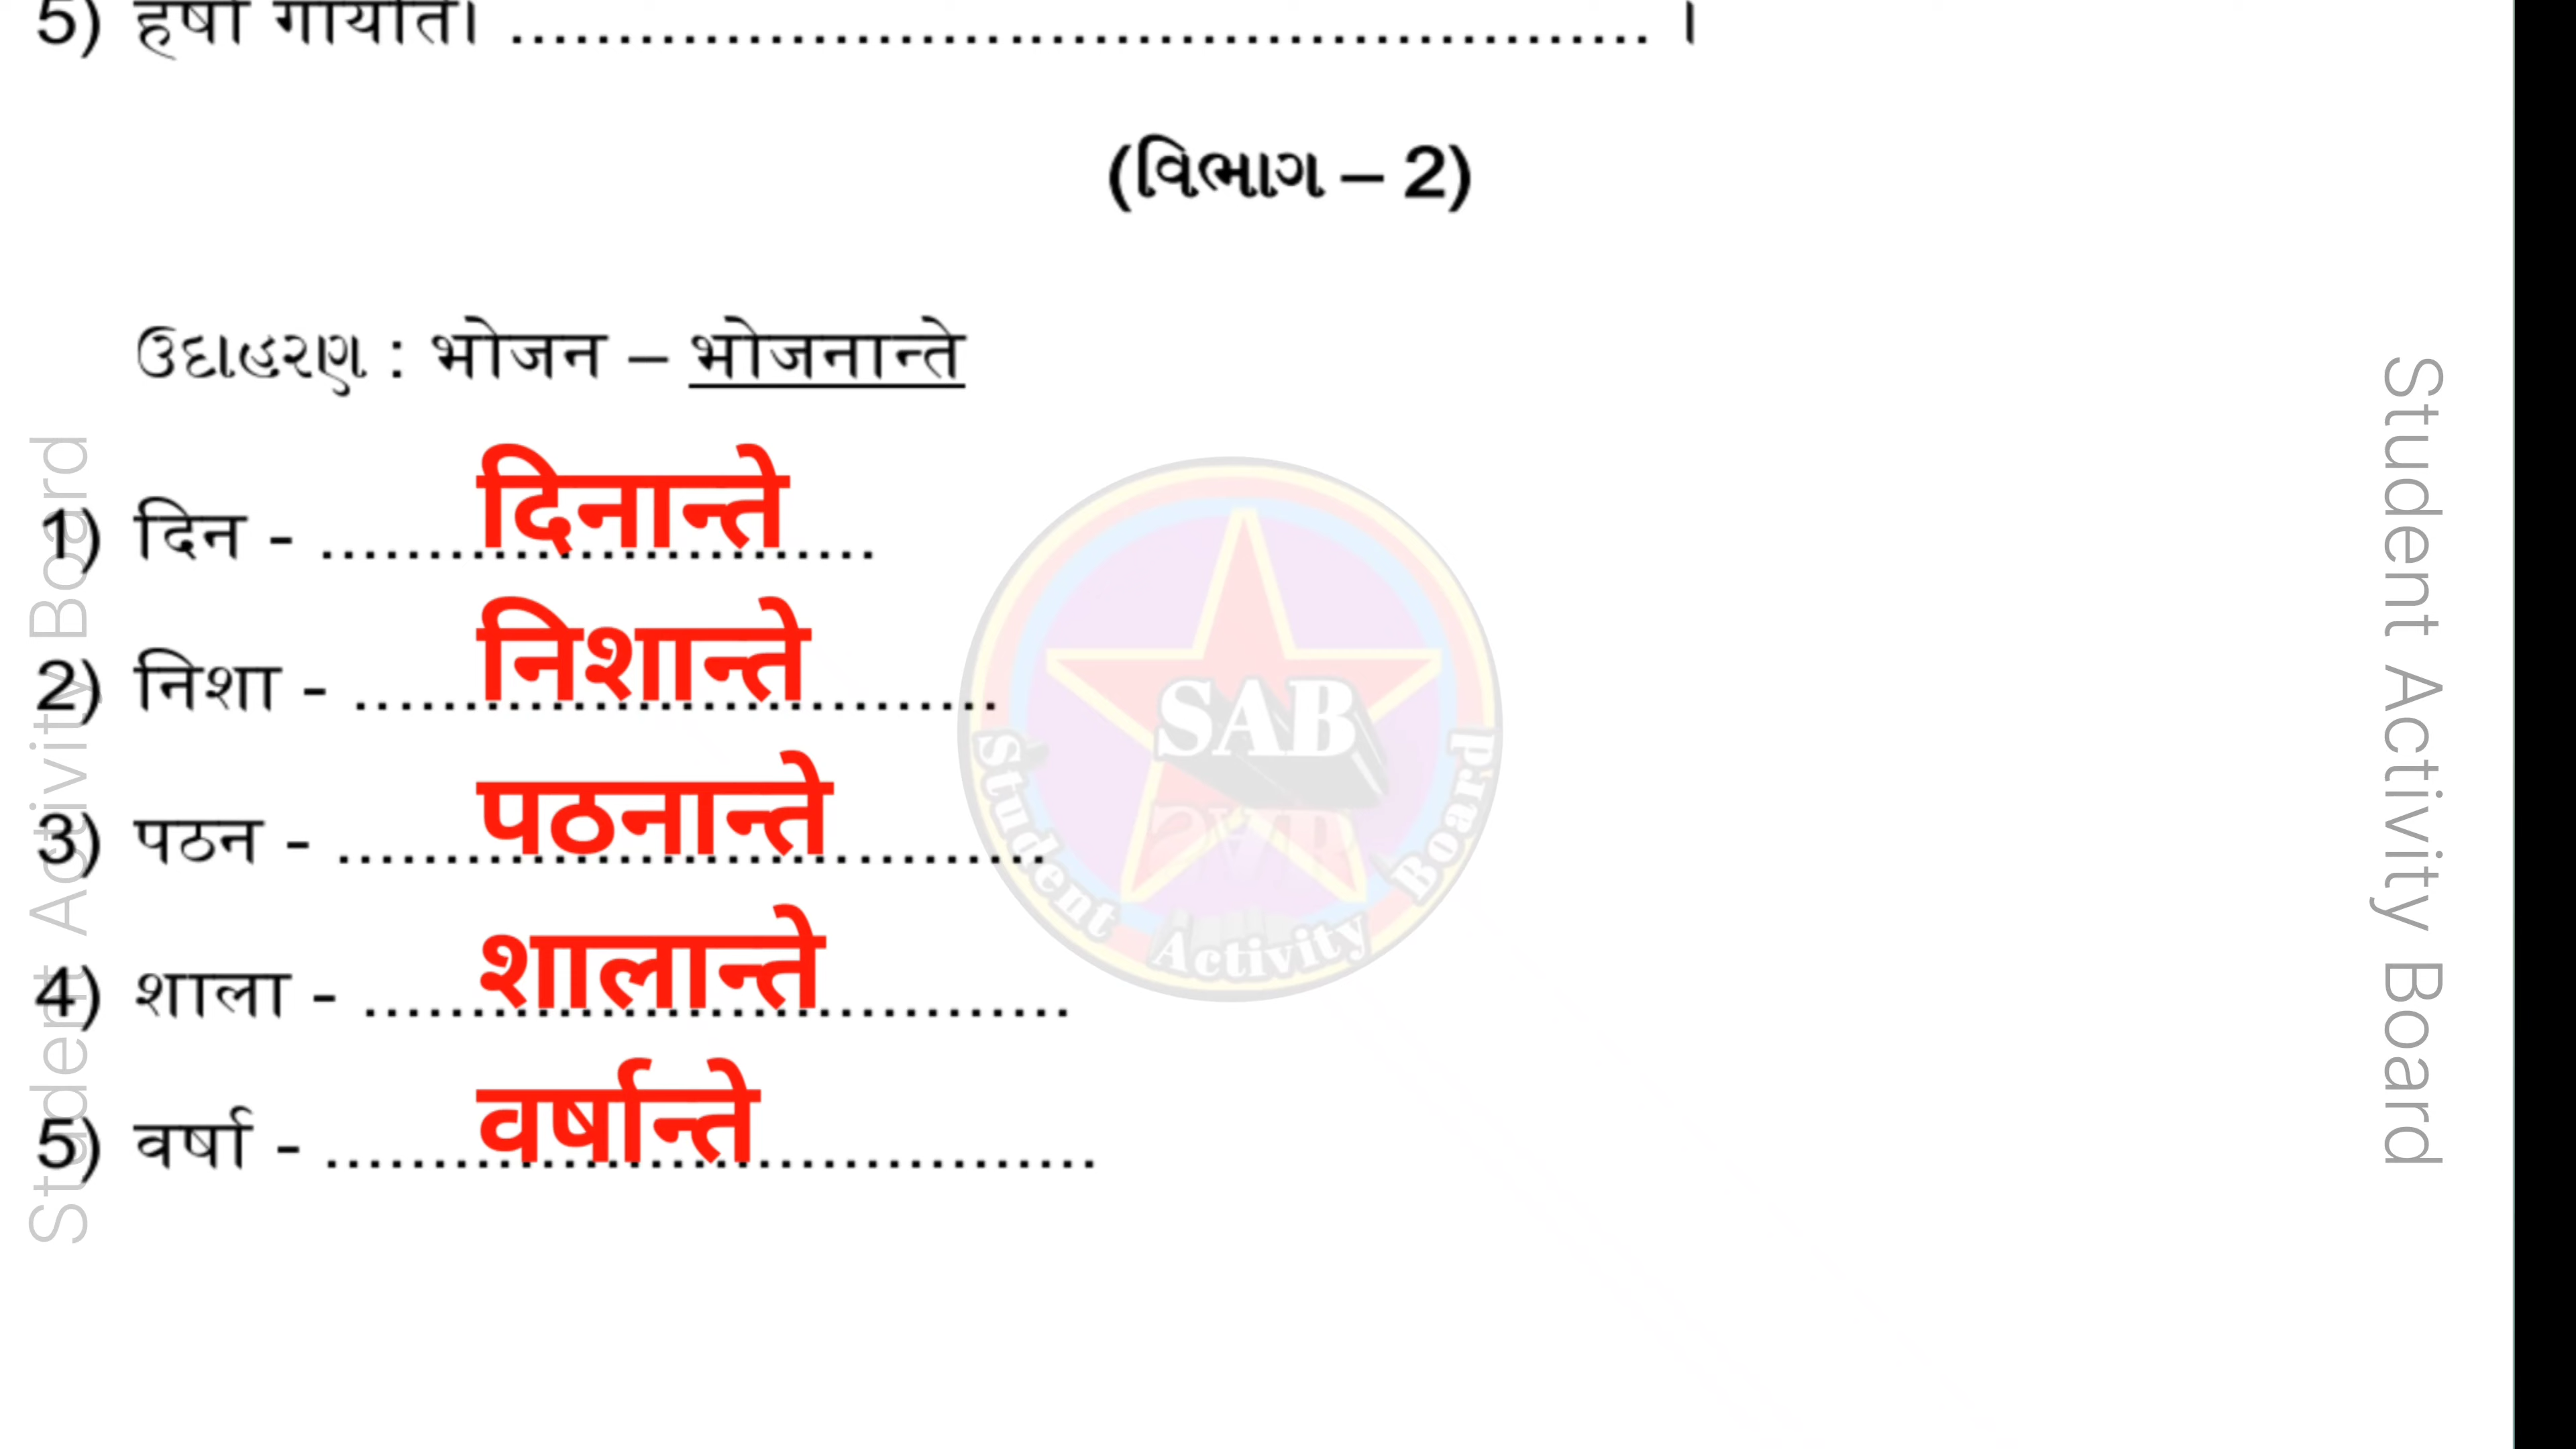 5) हर्षा गायति। ..................................................... ।
(વિભાગ – 2)
ઉદાહરણ : भोजन – भोजनान्ते
1) दिन - दिनान्ते
2) निशा - निशान्ते
3) पठन - पठनान्ते
4) शाला - शालान्ते
5) वर्षा - वर्षान्ते
SAB
Student Activity Board
Student Activity Board
Student Activity Board